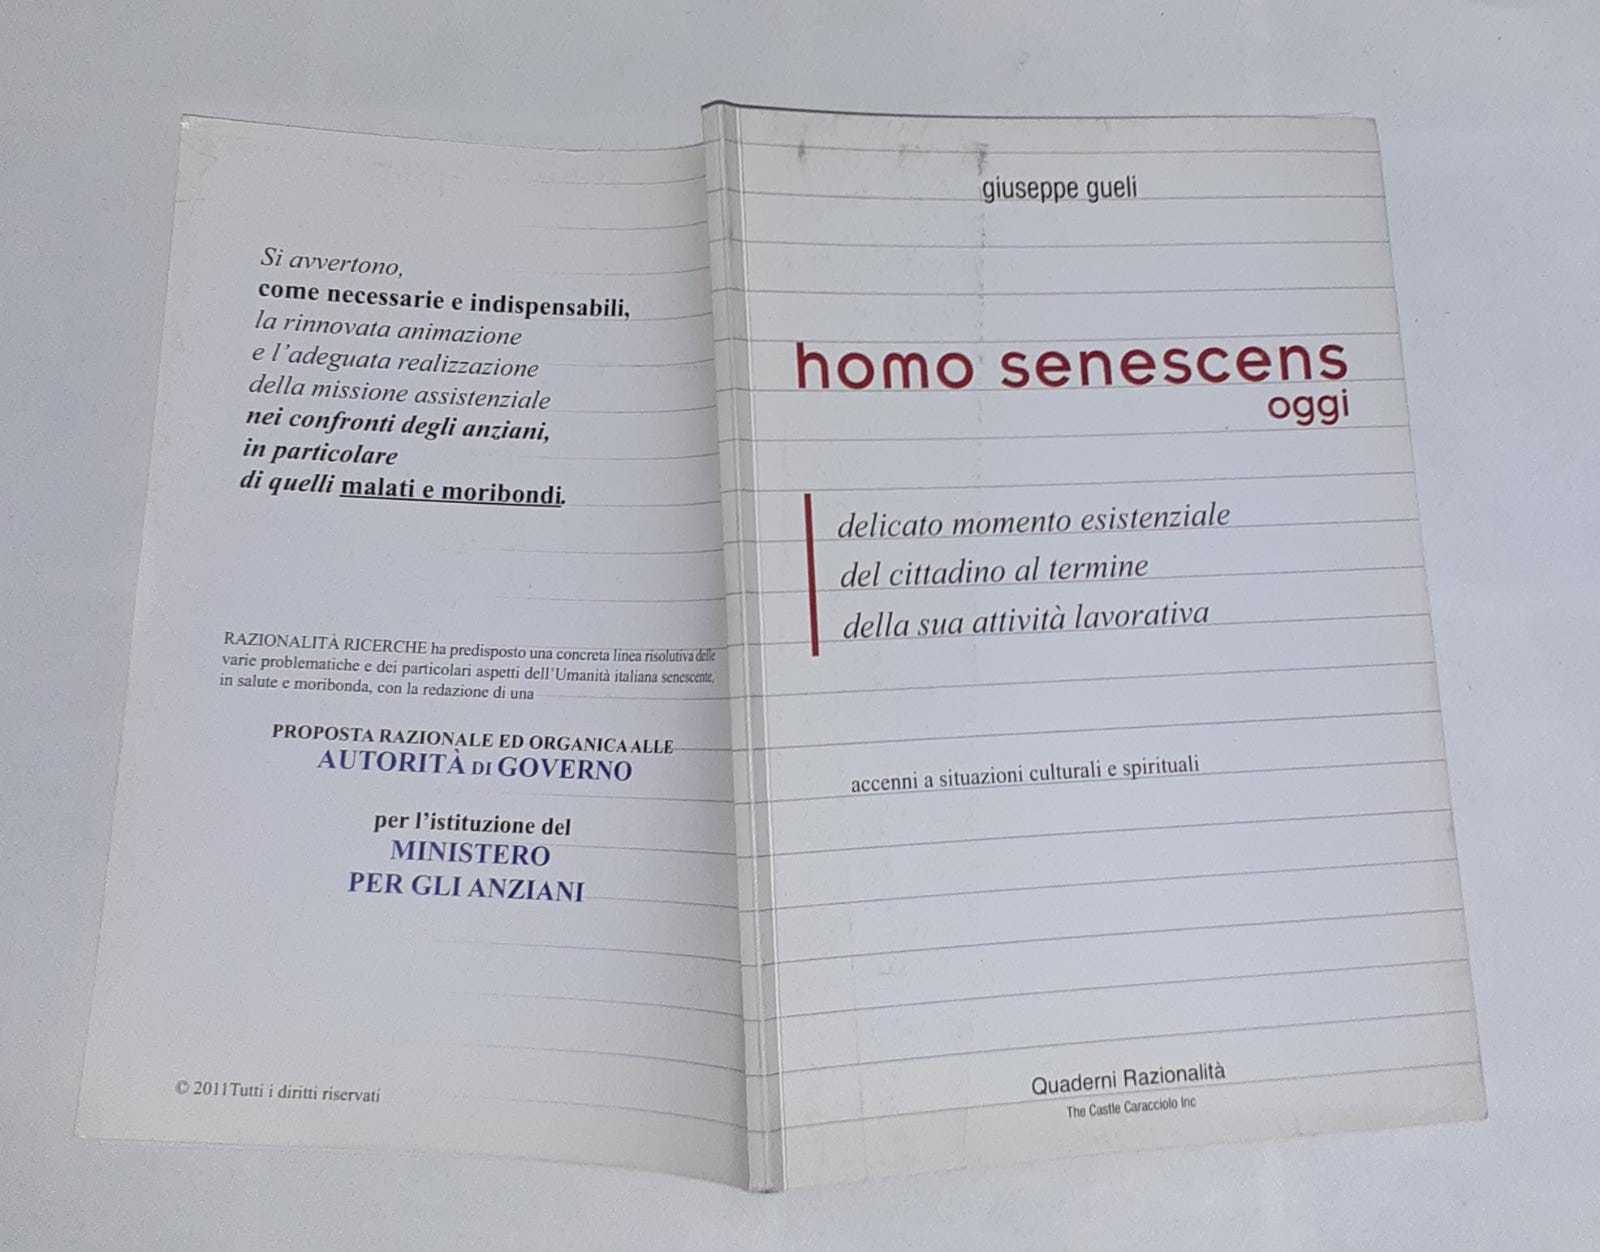 Si avvertono,
come necessarie e indispensabili,
la rinnovata animazione
e l'adeguata realizzazione
della missione assistenziale
nei confronti degli anziani,
in particolare
di quelli malati e moribondi.
RAZIONALITÀ RICERCHE ha predisposto una concreta linea risolutiva delle
varie problematiche e dei particolari aspetti dell'Umanità italiana senescente,
in salute e moribonda, con la redazione di una
PROPOSTA RAZIONALE ED ORGANICA ALLE
AUTORITÀ DI GOVERNO
per l'istituzione del
MINISTERO
PER GLI ANZIANI
© 2011 Tutti i diritti riservati
giuseppe gueli
homo senescens
oggi
delicato momento esistenziale
del cittadino al termine
della sua attività lavorativa
accenni a situazioni culturali e spirituali
Quaderni Razionalità
The Castle Caracciolo Inc